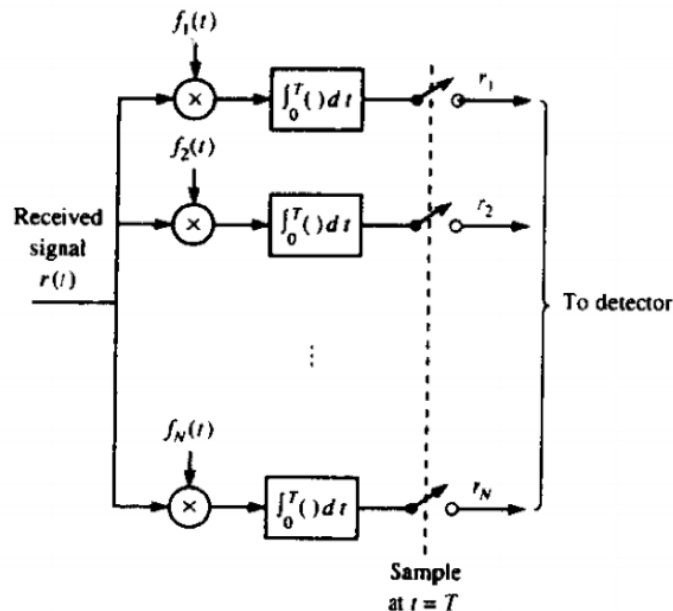 f₁(t)
∫₀ᵀ( )dt
r₁
f₂(t)
∫₀ᵀ( )dt
r₂
Received
signal
r(t)
To detector
⋮
f_N(t)
∫₀ᵀ( )dt
r_N
Sample
at t = T